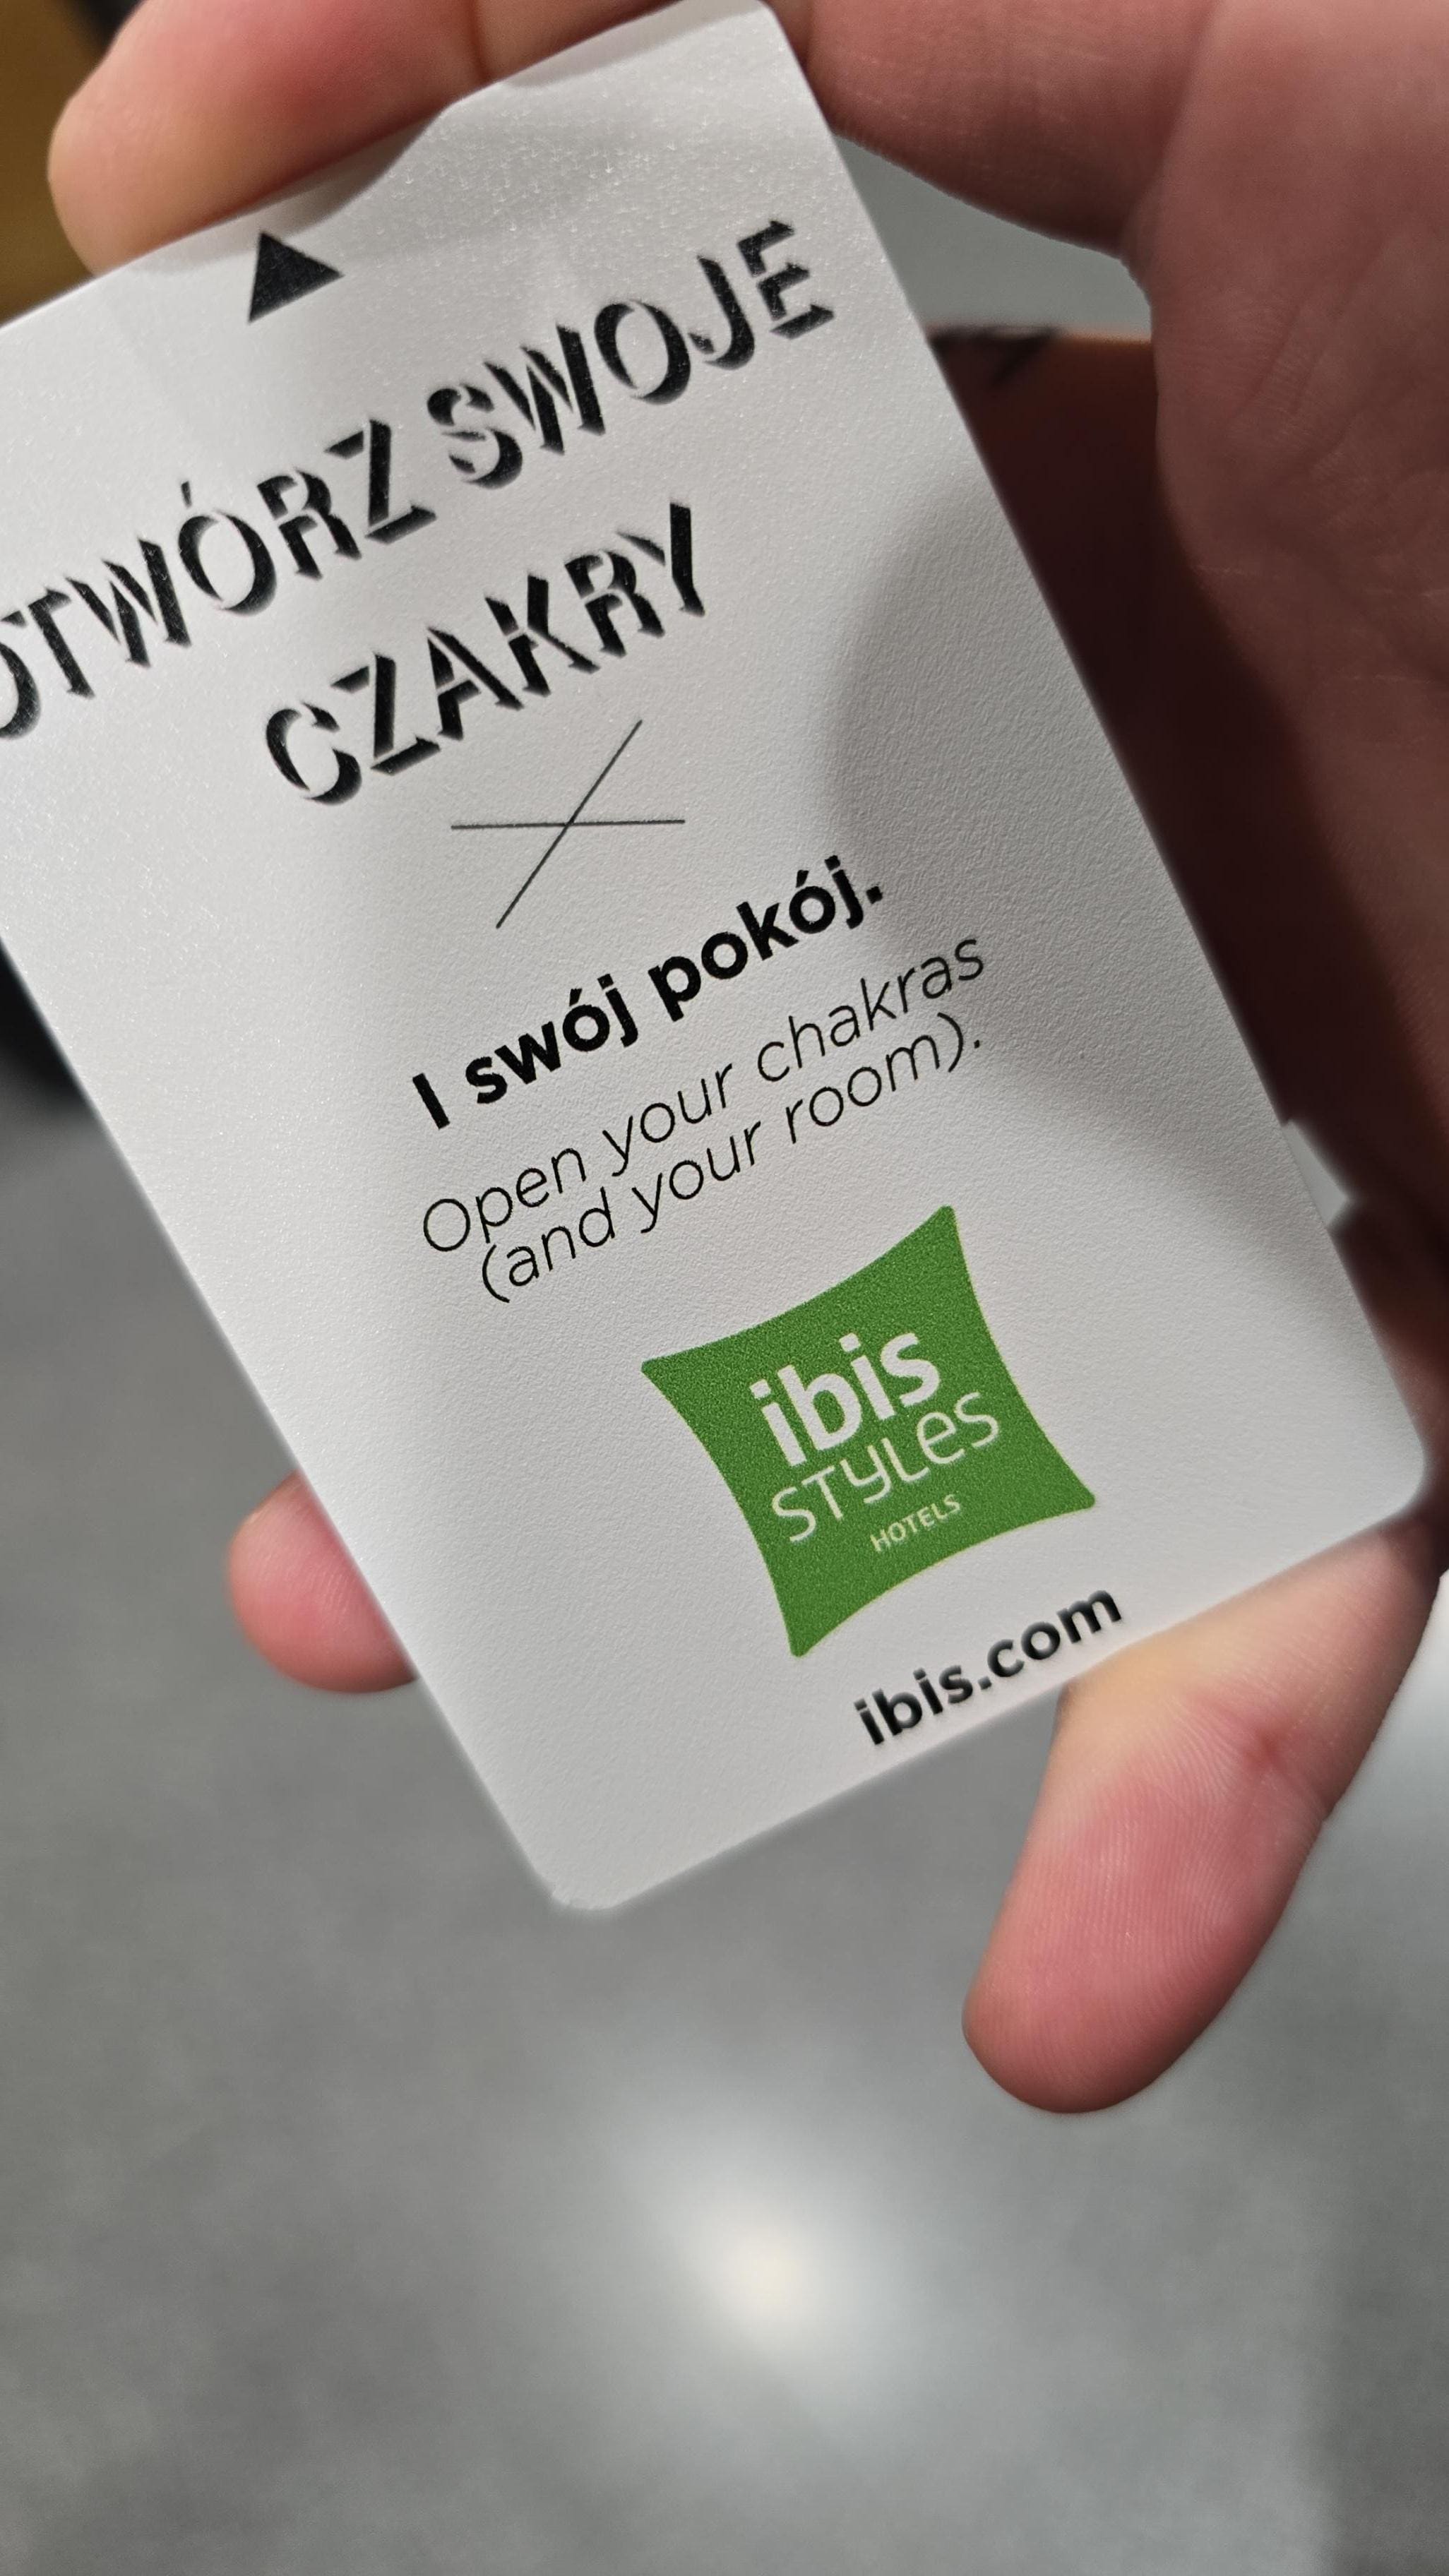 OTWÓRZ SWOJE
CZAKRY
I swój pokój.
Open your chakras
(and your room).
ibis
STYLES
HOTELS
ibis.com